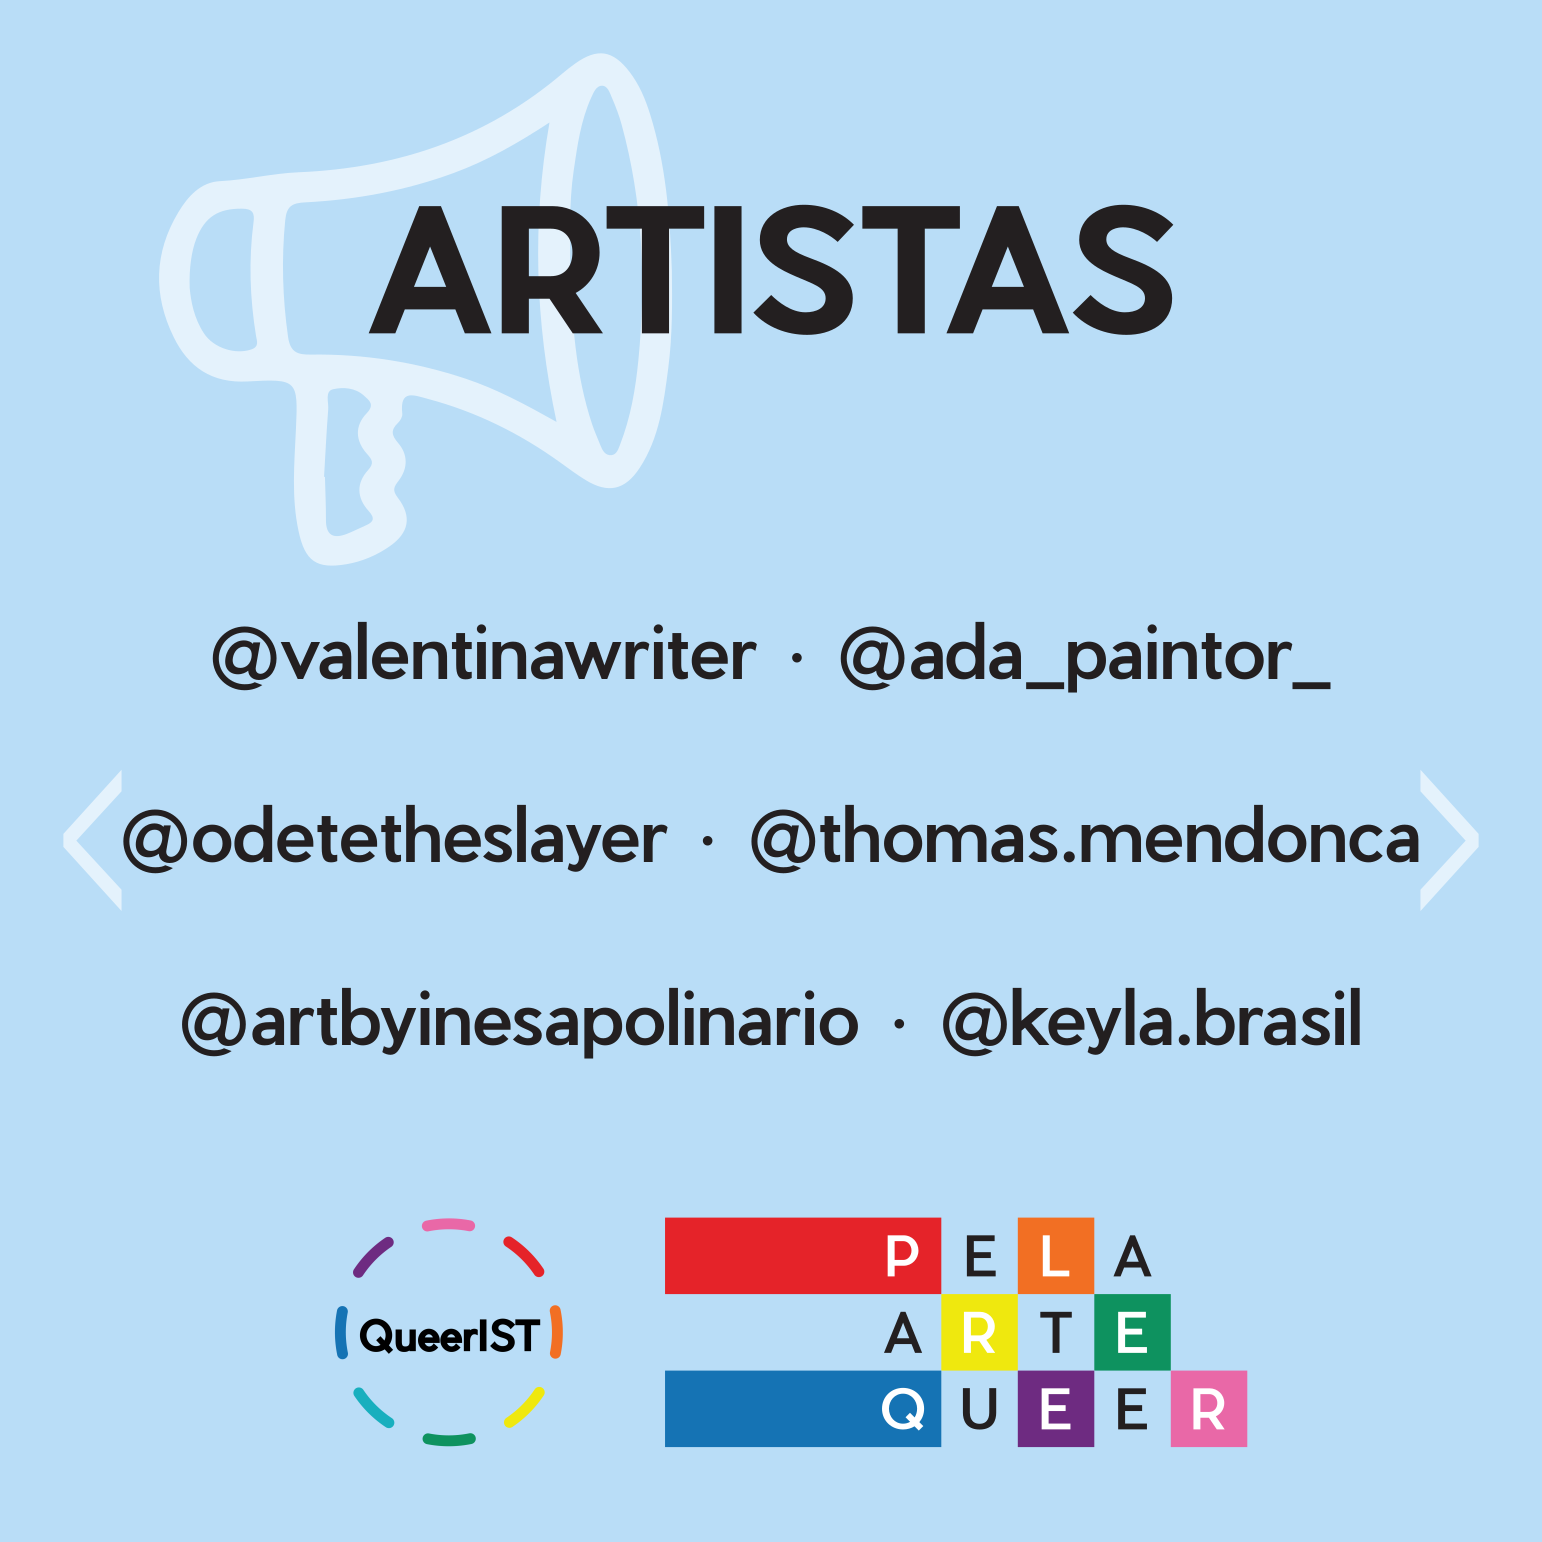 ARTISTAS
@valentinawriter · @ada_paintor_
@odetetheslayer · @thomas.mendonca
@artbyinesapolinario · @keyla.brasil
QueerIST
PELA
ARTE
QUEER